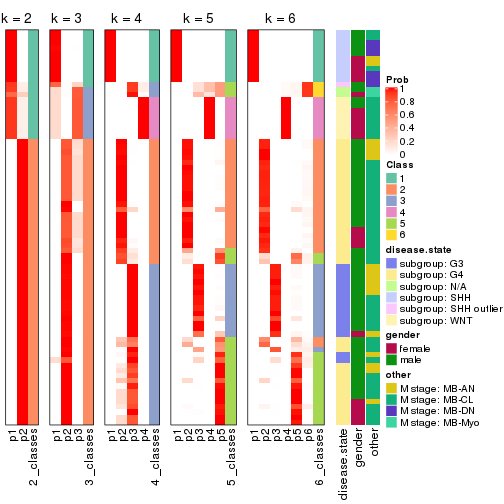 k = 2
k = 3
k = 4
k = 5
k = 6
Prob
1
0.8
0.6
0.4
0.2
0
Class
1
2
3
4
5
6
disease.state
subgroup: G3
subgroup: G4
subgroup: N/A
subgroup: SHH
subgroup: SHH outlier
subgroup: WNT
gender
female
male
other
M stage: MB-AN
M stage: MB-CL
M stage: MB-DN
M stage: MB-Myo
p1
p2
2_classes
p1
p2
p3
3_classes
p1
p2
p3
p4
4_classes
p1
p2
p3
p4
p5
5_classes
p1
p2
p3
p4
p5
p6
6_classes
disease.state
gender
other